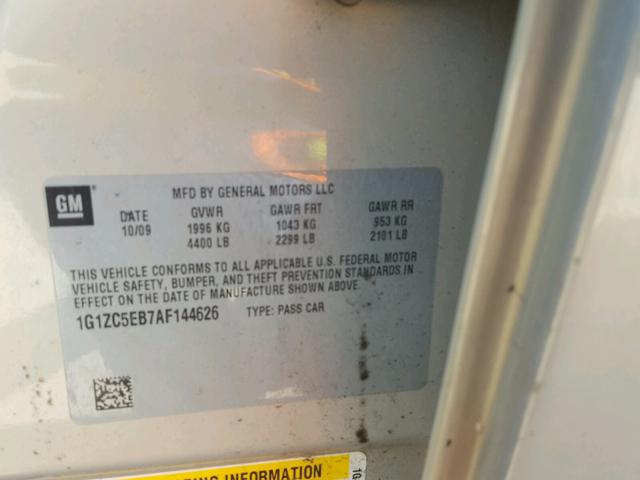 GM
MFD BY GENERAL MOTORS LLC
DATE GVWR GAWR FRT GAWR RR
10/09 1996 KG 1043 KG 953 KG
4400 LB 2299 LB 2101 LB
THIS VEHICLE CONFORMS TO ALL APPLICABLE U.S. FEDERAL MOTOR
VEHICLE SAFETY, BUMPER, AND THEFT PREVENTION STANDARDS IN
EFFECT ON THE DATE OF MANUFACTURE SHOWN ABOVE.
1G1ZC5EB7AF144626 TYPE: PASS CAR
INFORMATION
1G